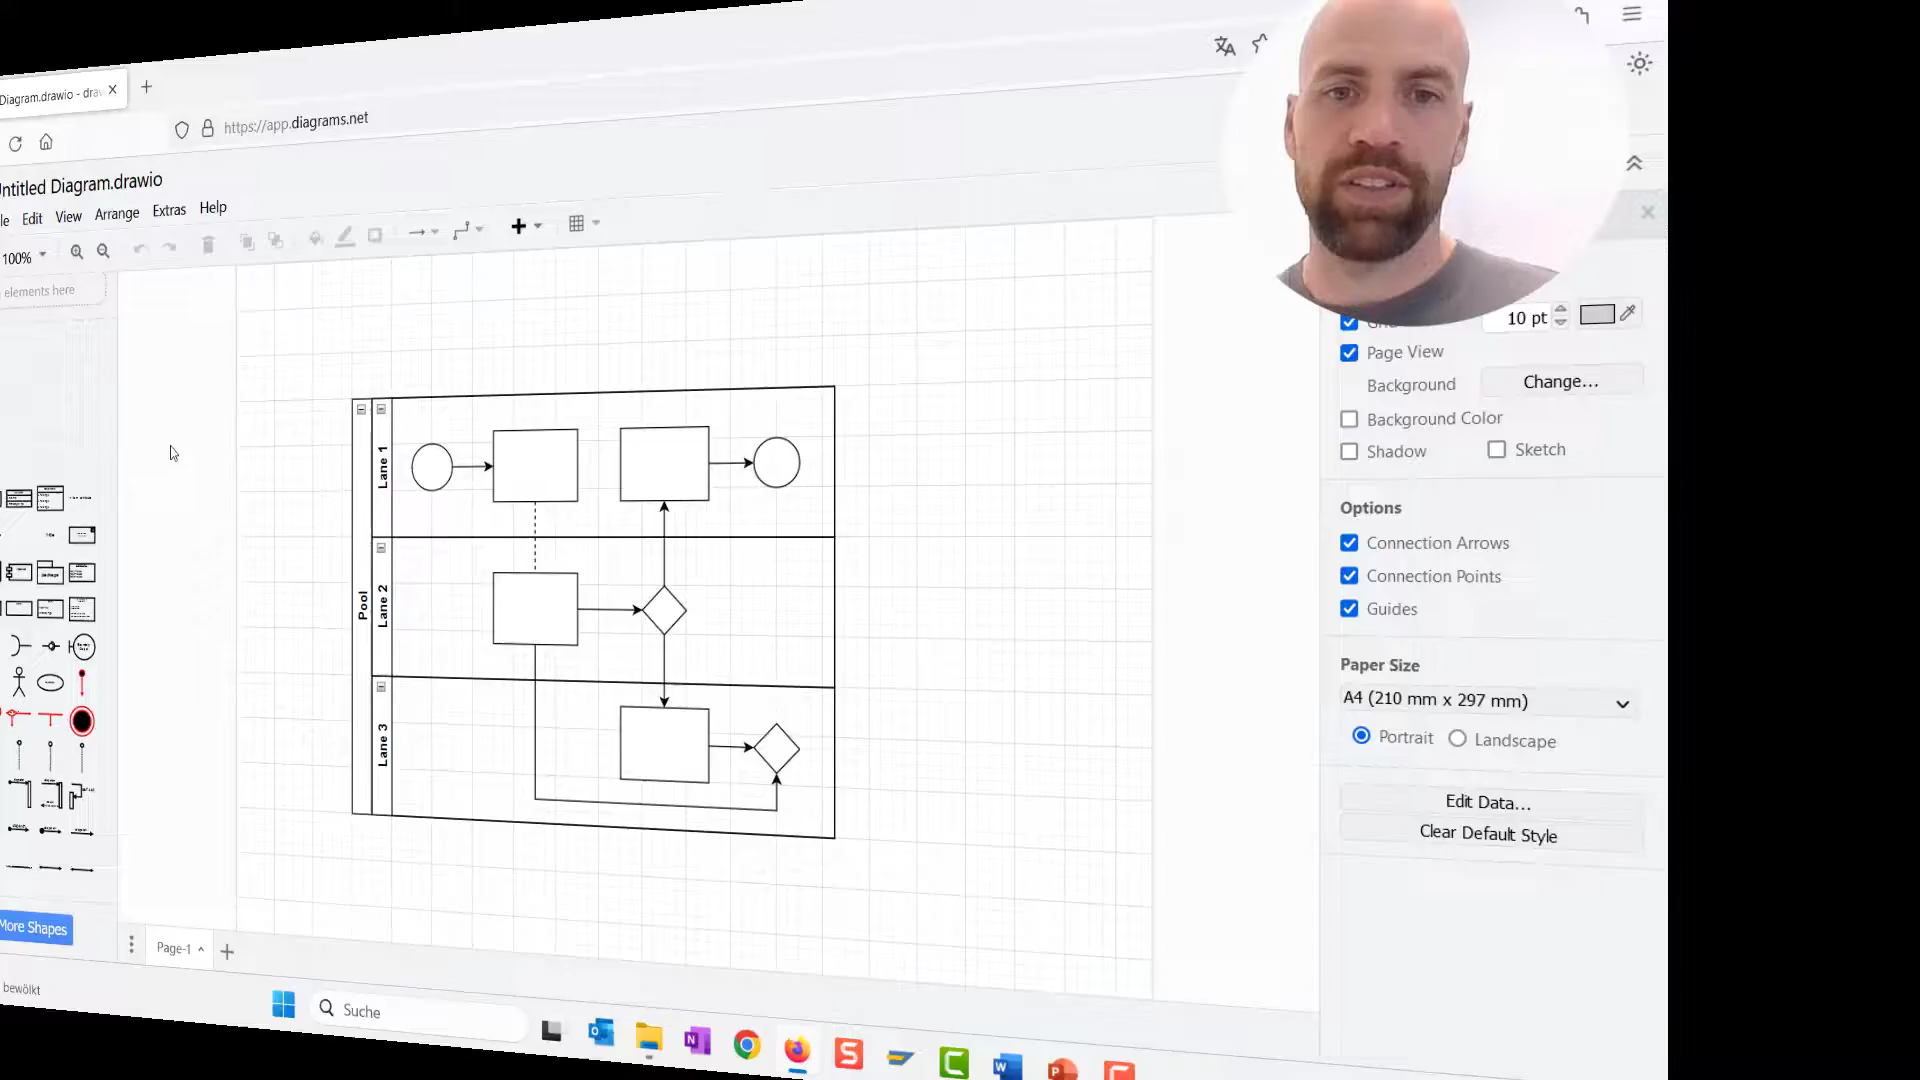 Diagram.drawio - dra
https://app.diagrams.net
ntitled Diagram.drawio
le Edit View Arrange Extras Help
100%
elements here
10 pt
Page View
Background
Change...
Background Color
Shadow
Sketch
Options
Connection Arrows
Connection Points
Guides
Paper Size
A4 (210 mm x 297 mm)
Portrait
Landscape
Edit Data...
Clear Default Style
Pool
Lane 1
Lane 2
Lane 3
More Shapes
Page-1
bewölkt
Suche